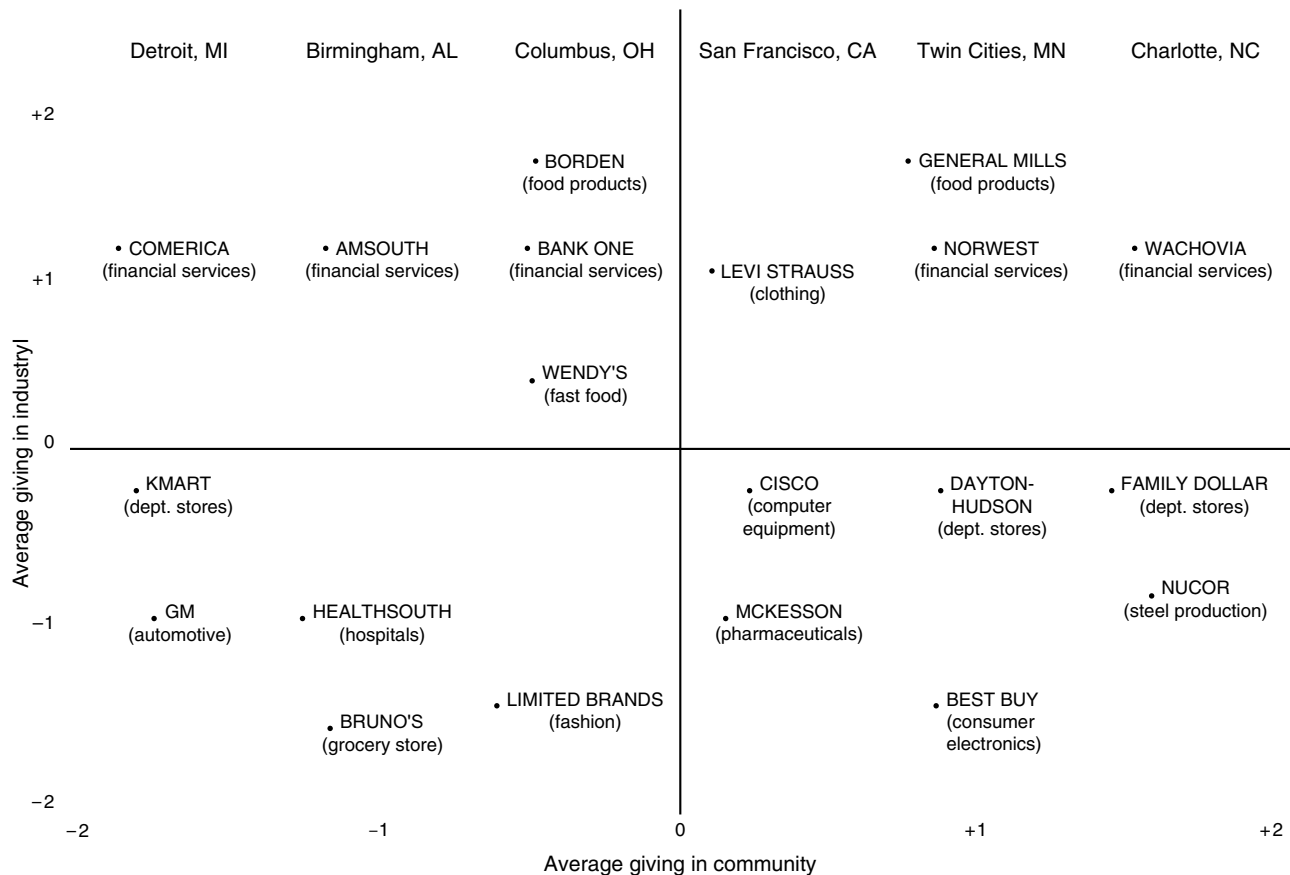 Detroit, MI Birmingham, AL Columbus, OH San Francisco, CA Twin Cities, MN Charlotte, NC
+2
BORDEN
(food products)
GENERAL MILLS
(food products)
COMERICA
(financial services)
AMSOUTH
(financial services)
BANK ONE
(financial services)
LEVI STRAUSS
(clothing)
NORWEST
(financial services)
WACHOVIA
(financial services)
+1
WENDY'S
(fast food)
Average giving in industryl
0
KMART
(dept. stores)
CISCO
(computer
equipment)
DAYTON-
HUDSON
(dept. stores)
FAMILY DOLLAR
(dept. stores)
GM
(automotive)
HEALTHSOUTH
(hospitals)
MCKESSON
(pharmaceuticals)
NUCOR
(steel production)
−1
BRUNO'S
(grocery store)
LIMITED BRANDS
(fashion)
BEST BUY
(consumer
electronics)
−2
−2 −1 0 +1 +2
Average giving in community